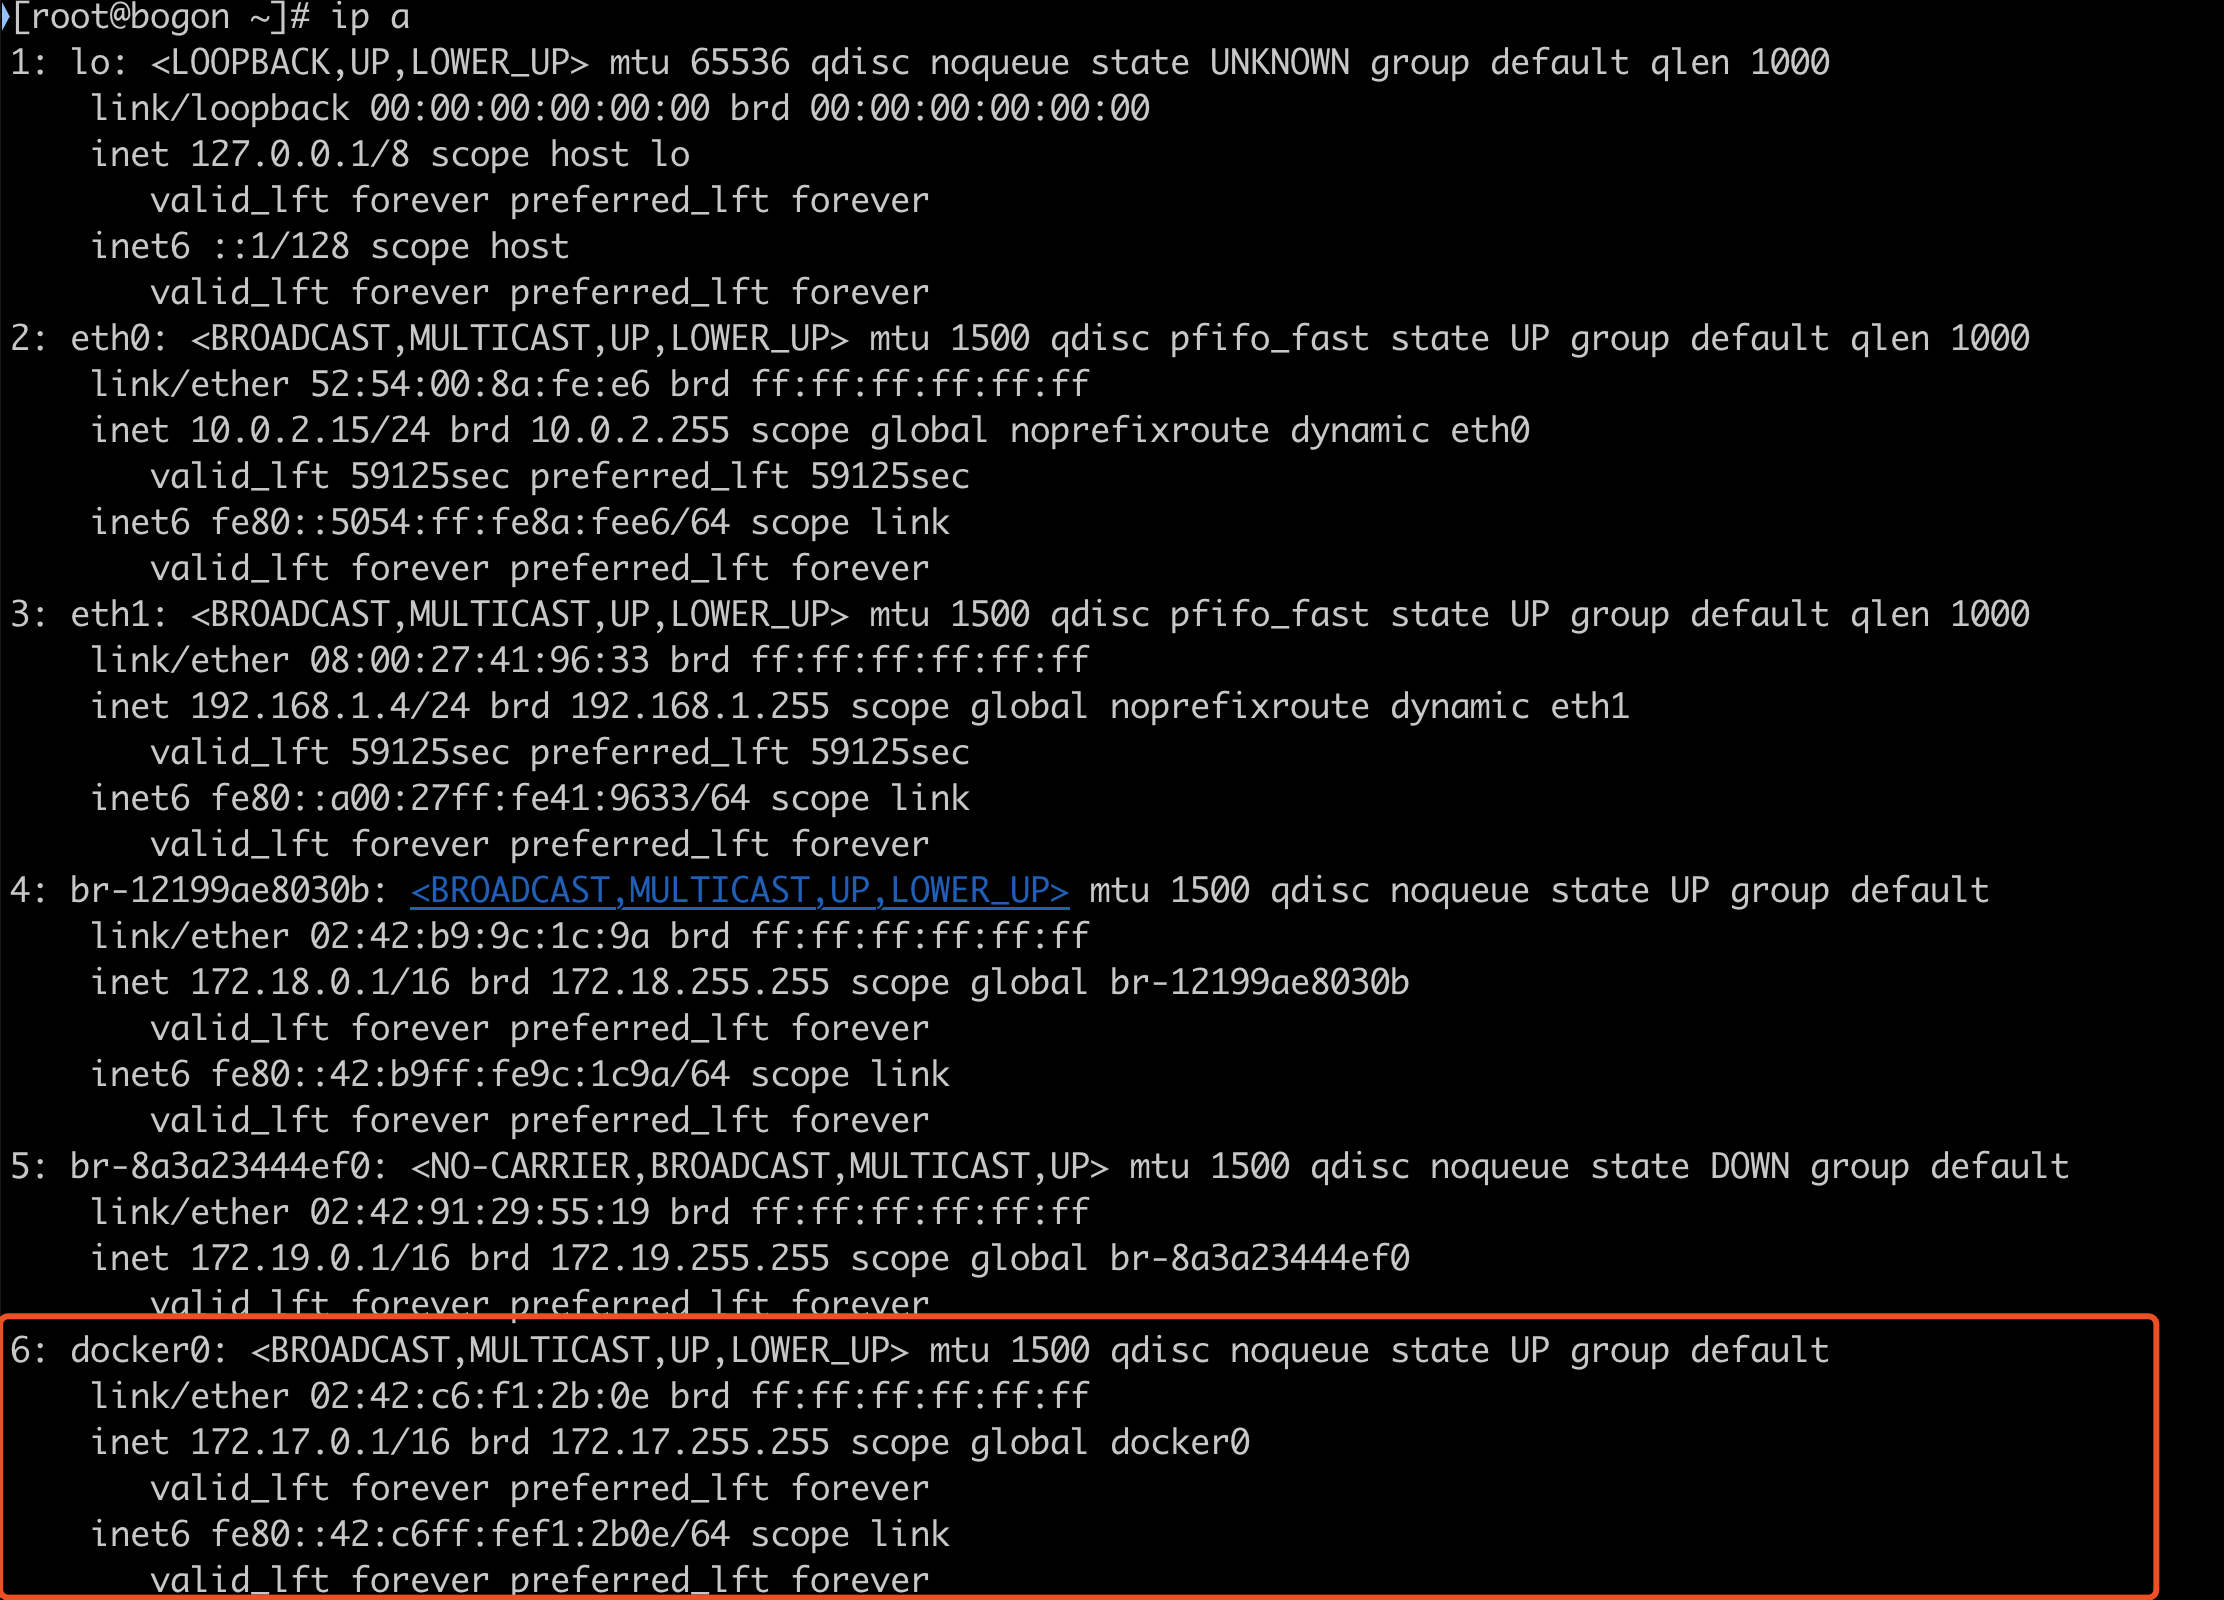 [root@bogon ~]# ip a
1: lo: <LOOPBACK,UP,LOWER_UP> mtu 65536 qdisc noqueue state UNKNOWN group default qlen 1000
    link/loopback 00:00:00:00:00:00 brd 00:00:00:00:00:00
    inet 127.0.0.1/8 scope host lo
       valid_lft forever preferred_lft forever
    inet6 ::1/128 scope host
       valid_lft forever preferred_lft forever
2: eth0: <BROADCAST,MULTICAST,UP,LOWER_UP> mtu 1500 qdisc pfifo_fast state UP group default qlen 1000
    link/ether 52:54:00:8a:fe:e6 brd ff:ff:ff:ff:ff:ff
    inet 10.0.2.15/24 brd 10.0.2.255 scope global noprefixroute dynamic eth0
       valid_lft 59125sec preferred_lft 59125sec
    inet6 fe80::5054:ff:fe8a:fee6/64 scope link
       valid_lft forever preferred_lft forever
3: eth1: <BROADCAST,MULTICAST,UP,LOWER_UP> mtu 1500 qdisc pfifo_fast state UP group default qlen 1000
    link/ether 08:00:27:41:96:33 brd ff:ff:ff:ff:ff:ff
    inet 192.168.1.4/24 brd 192.168.1.255 scope global noprefixroute dynamic eth1
       valid_lft 59125sec preferred_lft 59125sec
    inet6 fe80::a00:27ff:fe41:9633/64 scope link
       valid_lft forever preferred_lft forever
4: br-12199ae8030b: <BROADCAST,MULTICAST,UP,LOWER_UP> mtu 1500 qdisc noqueue state UP group default
    link/ether 02:42:b9:9c:1c:9a brd ff:ff:ff:ff:ff:ff
    inet 172.18.0.1/16 brd 172.18.255.255 scope global br-12199ae8030b
       valid_lft forever preferred_lft forever
    inet6 fe80::42:b9ff:fe9c:1c9a/64 scope link
       valid_lft forever preferred_lft forever
5: br-8a3a23444ef0: <NO-CARRIER,BROADCAST,MULTICAST,UP> mtu 1500 qdisc noqueue state DOWN group default
    link/ether 02:42:91:29:55:19 brd ff:ff:ff:ff:ff:ff
    inet 172.19.0.1/16 brd 172.19.255.255 scope global br-8a3a23444ef0
       valid_lft forever preferred_lft forever
6: docker0: <BROADCAST,MULTICAST,UP,LOWER_UP> mtu 1500 qdisc noqueue state UP group default
    link/ether 02:42:c6:f1:2b:0e brd ff:ff:ff:ff:ff:ff
    inet 172.17.0.1/16 brd 172.17.255.255 scope global docker0
       valid_lft forever preferred_lft forever
    inet6 fe80::42:c6ff:fef1:2b0e/64 scope link
       valid_lft forever preferred_lft forever